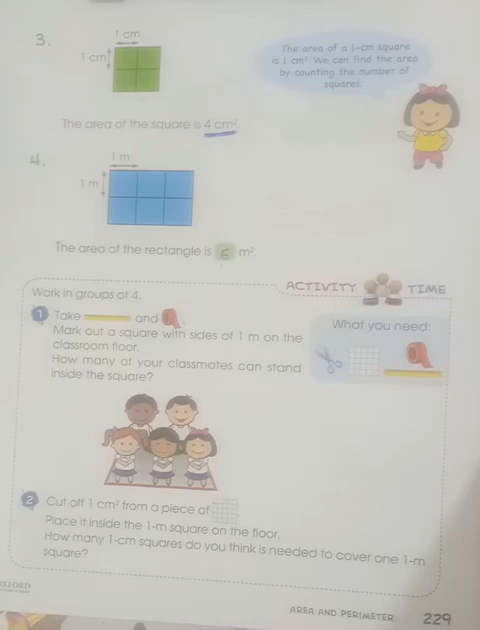 3.
1 cm
1 cm
The area of a 1-cm square
is 1 cm². We can find the area
by counting the number of
squares.
The area of the square is 4 cm².
4.
1 m
1 m
The area of the rectangle is 6 m².
ACTIVITY TIME
Work in groups of 4.
1 Take and .
Mark out a square with sides of 1 m on the
classroom floor.
How many of your classmates can stand
inside the square?
What you need:
2 Cut off 1 cm² from a piece of .
Place it inside the 1-m square on the floor.
How many 1-cm squares do you think is needed to cover one 1-m
square?
OXFORD
AREA AND PERIMETER 229